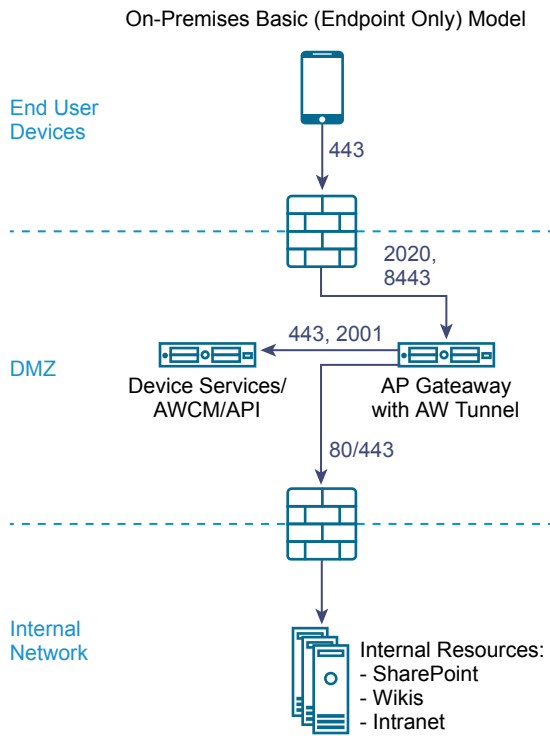 On-Premises Basic (Endpoint Only) Model
End User
Devices
443
2020,
8443
443, 2001
DMZ
Device Services/
AWCM/API
AP Gateaway
with AW Tunnel
80/443
Internal
Network
Internal Resources:
- SharePoint
- Wikis
- Intranet